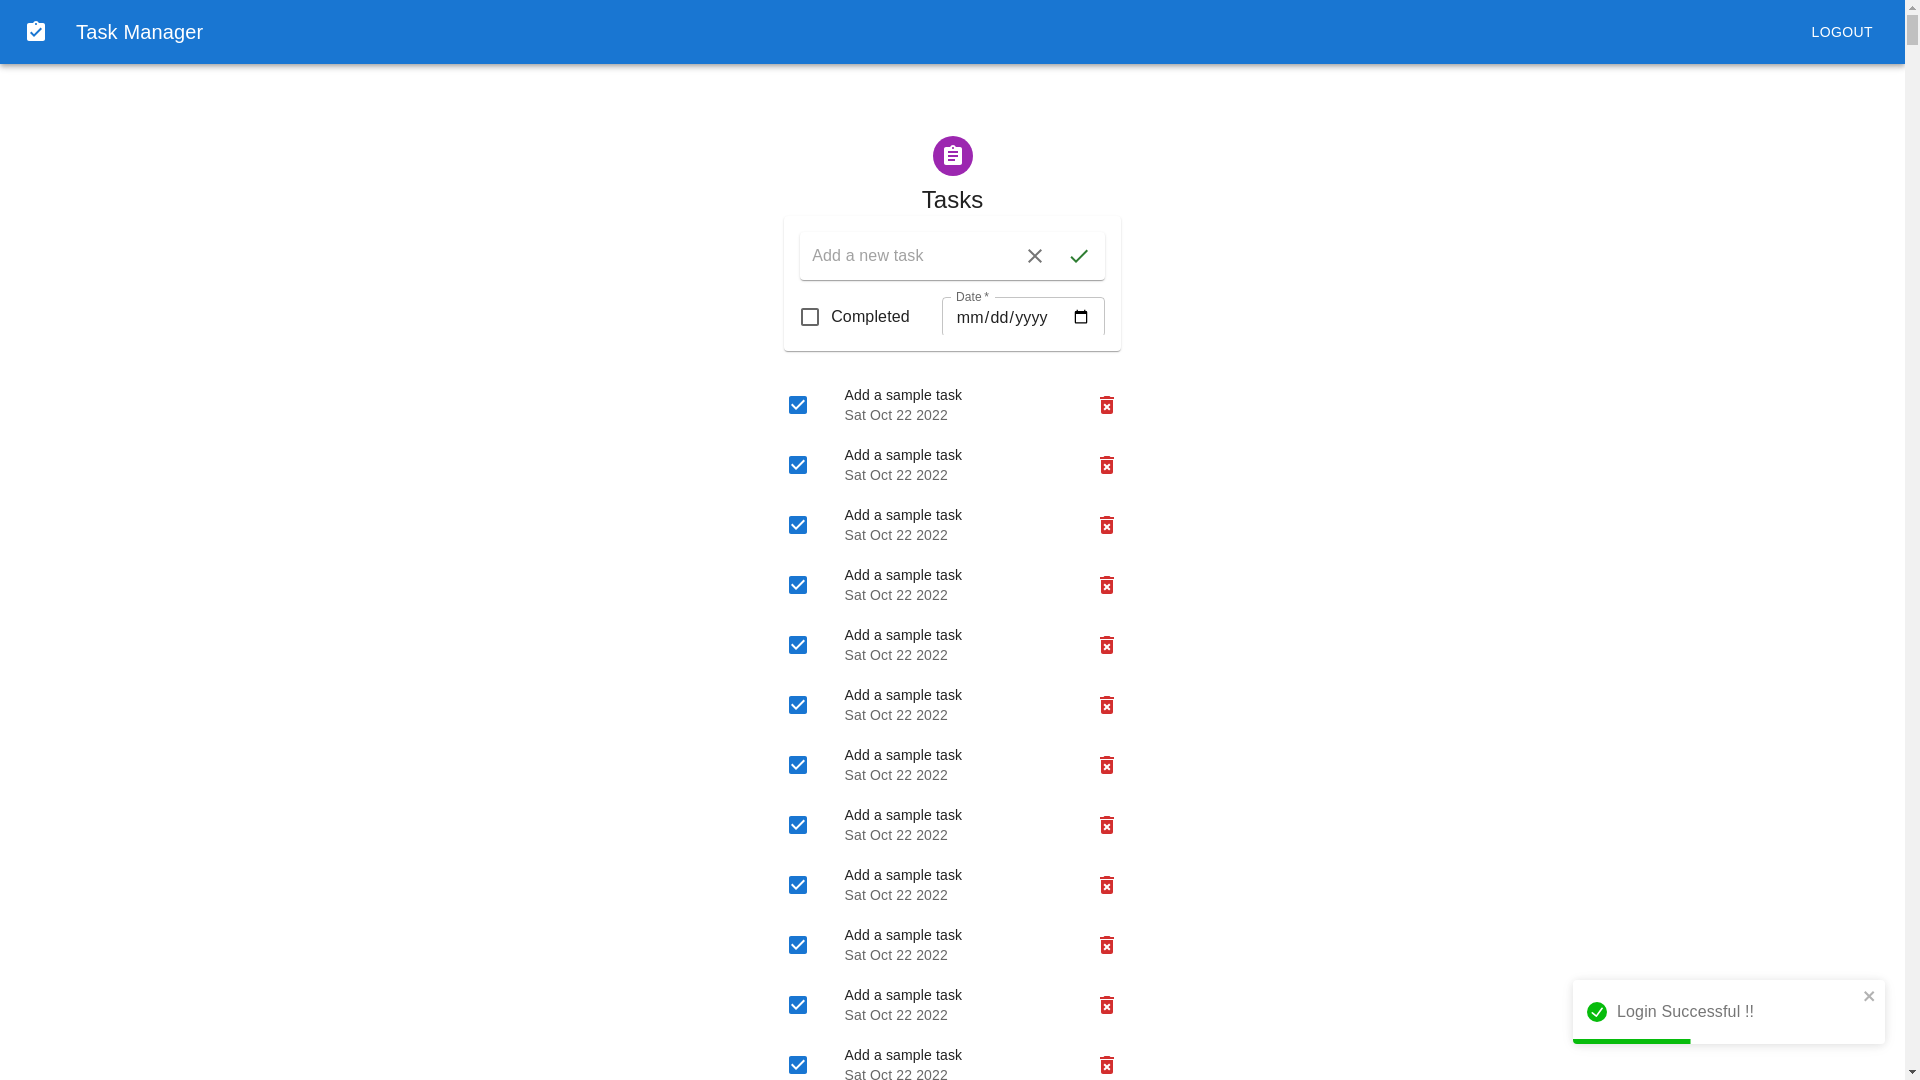 Task Manager
LOGOUT
Tasks
Add a new task
Date *
Completed
mm/dd/yyyy
Add a sample task
Sat Oct 22 2022
Add a sample task
Sat Oct 22 2022
Add a sample task
Sat Oct 22 2022
Add a sample task
Sat Oct 22 2022
Add a sample task
Sat Oct 22 2022
Add a sample task
Sat Oct 22 2022
Add a sample task
Sat Oct 22 2022
Add a sample task
Sat Oct 22 2022
Add a sample task
Sat Oct 22 2022
Add a sample task
Sat Oct 22 2022
Add a sample task
Sat Oct 22 2022
Add a sample task
Sat Oct 22 2022
Login Successful !!